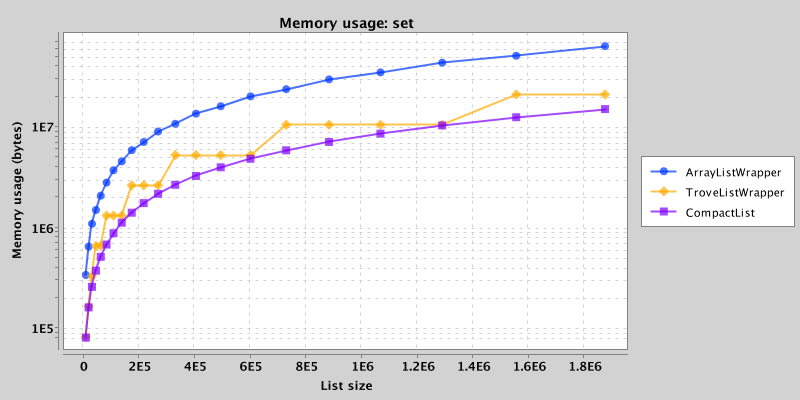 Memory usage: set
Memory usage (bytes)
1E7
1E6
1E5
0 2E5 4E5 6E5 8E5 1E6 1.2E6 1.4E6 1.6E6 1.8E6
List size
ArrayListWrapper
TroveListWrapper
CompactList